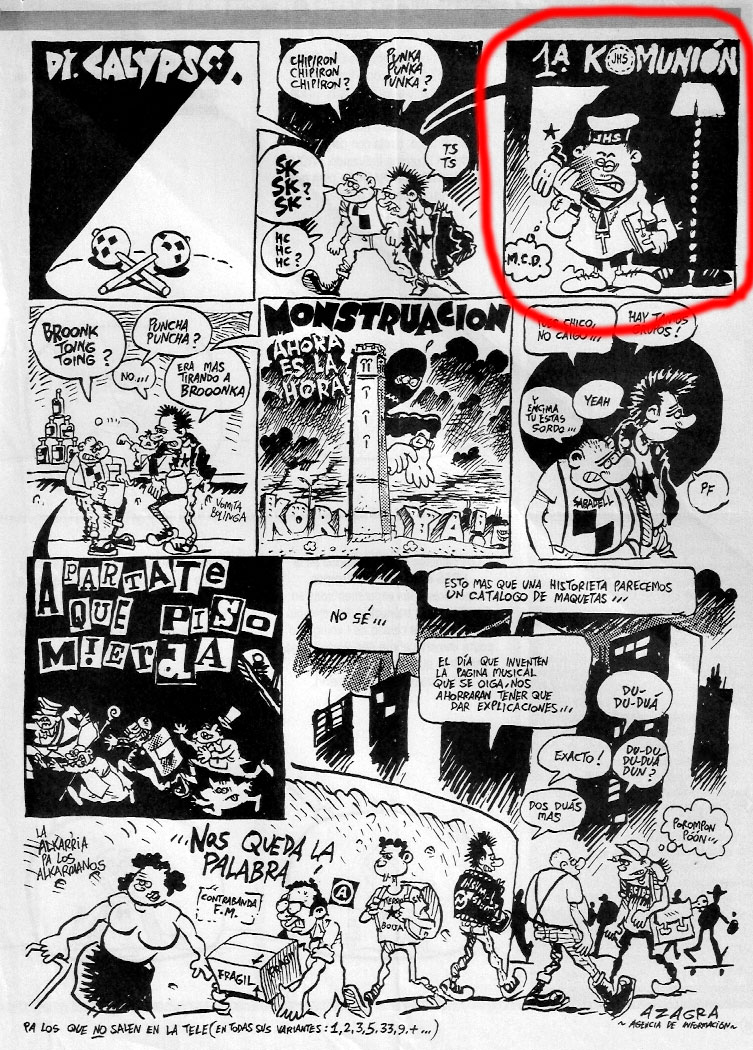 DR. CALYPSO.
CHIPIRON
CHIPIRON
CHIPIRON?
PUNKA
PUNKA
PUNKA?
SK
SK
SK?
TS
TS
HC
HC
HC?
1ª KOMUNIÓN
JHS
JHS
M.C.D.
BROONK
TOING
TOING?
PUNCHA
PUNCHA?
NO...
ERA MAS
TIRANDO A
BROOONKA
VOMITA
BOLINGA
MONSTRUACION
AHORA
ES LA
HORA!
CHICO,
NO CAIGO...
HAY TANTOS
GRUPOS!
Y
ENCIMA
TU ESTAS
SORDO...
YEAH
PF
SABADELL
APARTATE
QUE PISO
MIERDA
NO SÉ...
ESTO MAS QUE UNA HISTORIETA PARECEMOS
UN CATALOGO DE MAQUETAS...
EL DÍA QUE INVENTEN
LA PAGINA MUSICAL
QUE SE OIGA, NOS
AHORRARAN TENER QUE
DAR EXPLICACIONES...
DU-
DU-DUÁ
EXACTO!
DU-DU
DU-DUÁ
DUN?
DOS DUÁS
MAS
POROMPON
POON...
LA
ALKARRIA
PA LOS
ALKARRIANOS
...NOS QUEDA LA
PALABRA!
CONTRABANDA
F.M.
A
FRAGIL
PA LOS QUE NO SALEN EN LA TELE (EN TODAS SUS VARIANTES: 1,2,3,5,33,9,+...)
AZAGRA
~ AGENCIA DE INFORMACION ~